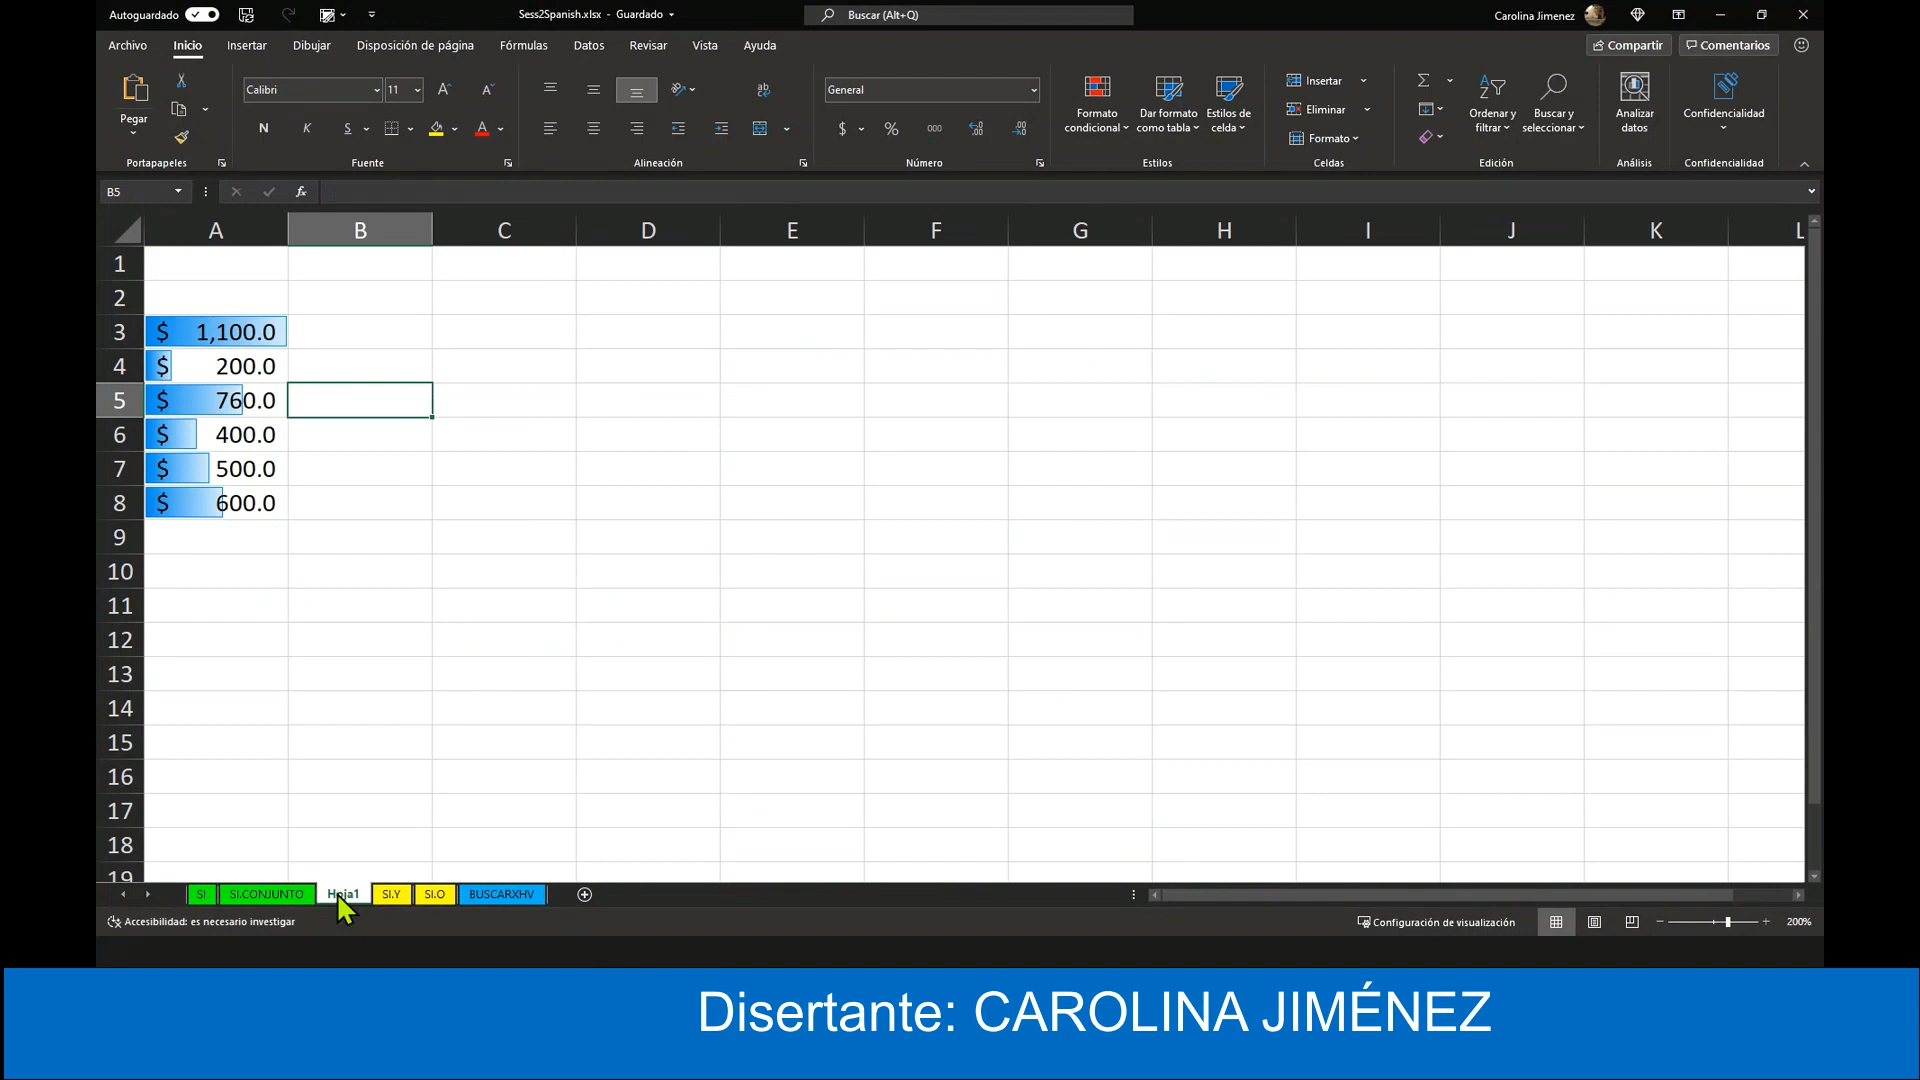 Autoguardado
Sess2Spanish.xlsx - Guardado
Buscar (Alt+Q)
Carolina Jimenez
Archivo Inicio Insertar Dibujar Disposición de página Fórmulas Datos Revisar Vista Ayuda
Compartir Comentarios
Pegar
Calibri 11
N K S
General
$ % 000
Formato condicional
Dar formato como tabla
Estilos de celda
Insertar
Eliminar
Formato
Ordenar y filtrar
Buscar y seleccionar
Analizar datos
Confidencialidad
Portapapeles Fuente Alineación Número Estilos Celdas Edición Análisis Confidencialidad
B5 fx
A B C D E F G H I J K L
1
2
3 $ 1,100.0
4 $ 200.0
5 $ 760.0
6 $ 400.0
7 $ 500.0
8 $ 600.0
9
10
11
12
13
14
15
16
17
18
19
SI SI.CONJUNTO Hoja1 SI.Y SI.O BUSCARXHV
Accesibilidad: es necesario investigar
Configuración de visualización
200%
Disertante: CAROLINA JIMÉNEZ